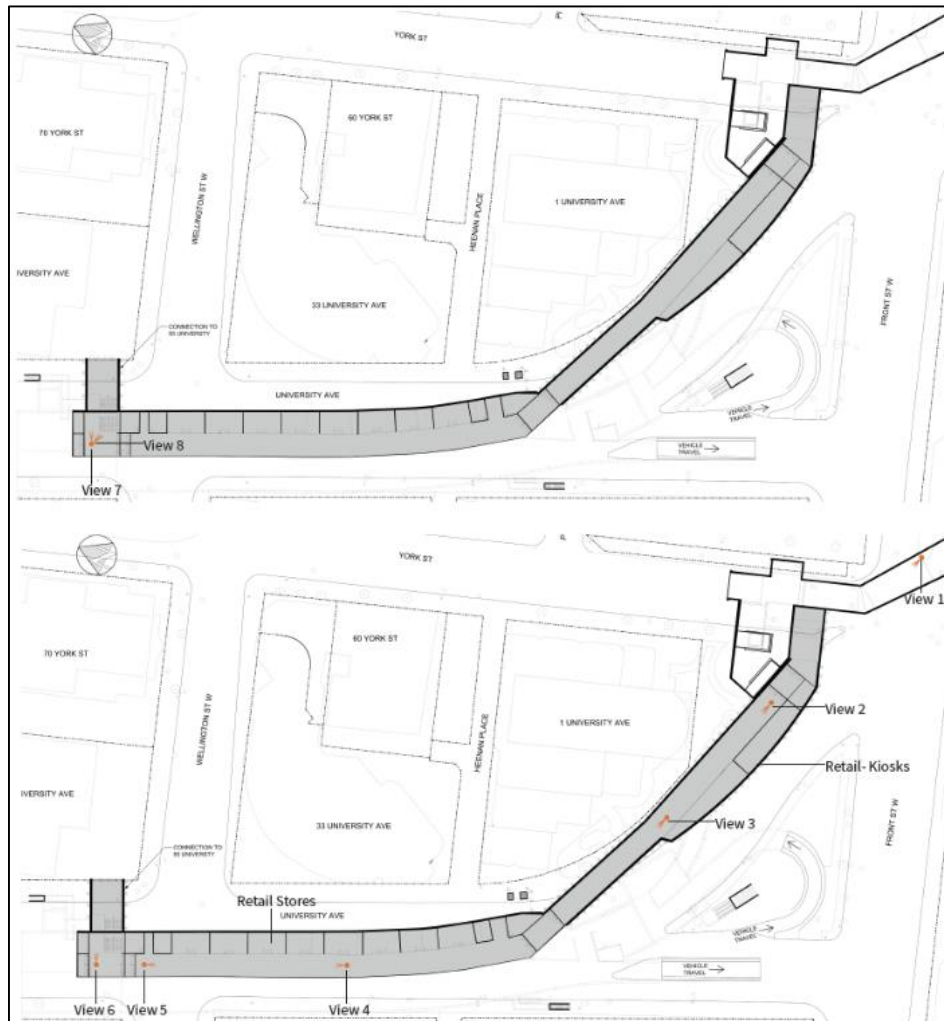 YORK ST
70 YORK ST
60 YORK ST
WELLINGTON ST W
HEENAN PLACE
1 UNIVERSITY AVE
IVERSITY AVE
33 UNIVERSITY AVE
FRONT ST W
CONNECTION TO
55 UNIVERSITY
UNIVERSITY AVE
VEHICLE
TRAVEL
VEHICLE
TRAVEL
View 8
View 7
YORK ST
View 1
60 YORK ST
70 YORK ST
WELLINGTON ST W
HEENAN PLACE
View 2
1 UNIVERSITY AVE
Retail-Kiosks
IVERSITY AVE
33 UNIVERSITY AVE
View 3
FRONT ST W
CONNECTION TO
55 UNIVERSITY
Retail Stores
UNIVERSITY AVE
VEHICLE
TRAVEL
VEHICLE
TRAVEL
View 6
View 5
View 4